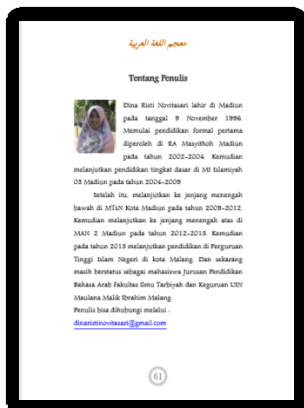 معجم اللغة العربية
Tentang Penulis
Dina Risti Novitasari lahir di Madiun
pada tanggal 9 November 1996.
Memulai pendidikan formal pertama
diperoleh di RA Masyithoh Madiun
pada tahun 2002-2004. Kemudian
melanjutkan pendidikan tingkat dasar di MI Islamiyah
03 Madiun pada tahun 2004-2009.
Setelah itu, melanjutkan ke jenjang menengah
bawah di MTsN Kota Madiun pada tahun 2009-2012.
Kemudian melanjutkan ke jenjang menengah atas di
MAN 2 Madiun pada tahun 2012-2015. Kemudian
pada tahun 2015 melanjutkan pendidikan di Perguruan
Tinggi Islam Negeri di kota Malang. Dan sekarang
masih berstatus sebagai mahasiswa Jurusan Pendidikan
Bahasa Arab Fakultas Ilmu Tarbiyah dan Keguruan UIN
Maulana Malik Ibrahim Malang.
Penulis bisa dihubungi melalui :
dinaristinovitasari@gmail.com
61